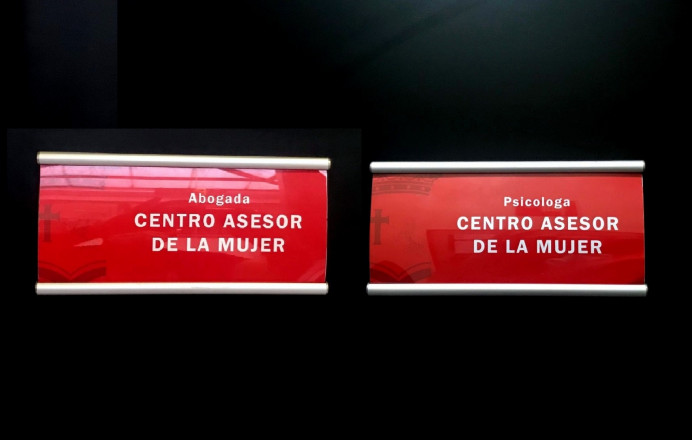 Abogada
CENTRO ASESOR
DE LA MUJER
Psicologa
CENTRO ASESOR
DE LA MUJER